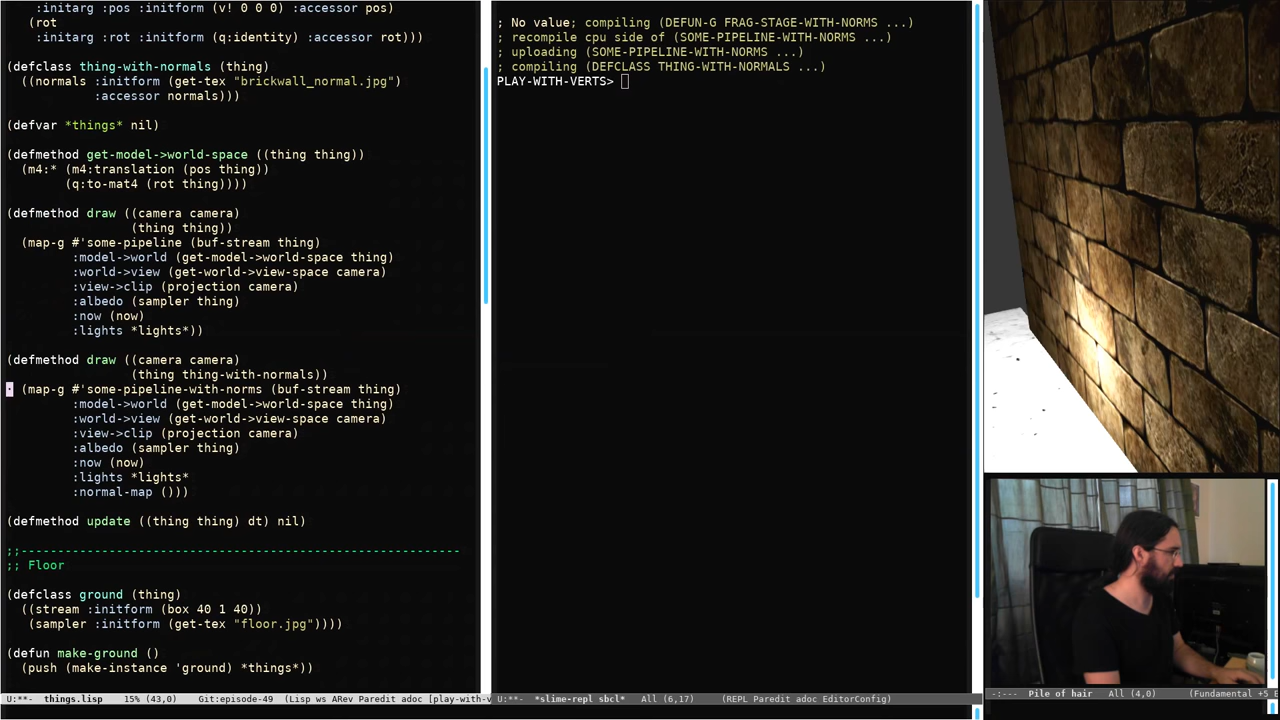 :initarg :pos :initform (v! 0 0 0) :accessor pos)
(rot
:initarg :rot :initform (q:identity) :accessor rot)))
(defclass thing-with-normals (thing)
((normals :initform (get-tex "brickwall_normal.jpg")
:accessor normals)))
(defvar *things* nil)
(defmethod get-model->world-space ((thing thing))
(m4:* (m4:translation (pos thing))
(q:to-mat4 (rot thing))))
(defmethod draw ((camera camera)
(thing thing))
(map-g #'some-pipeline (buf-stream thing)
:model->world (get-model->world-space thing)
:world->view (get-world->view-space camera)
:view->clip (projection camera)
:albedo (sampler thing)
:now (now)
:lights *lights*))
(defmethod draw ((camera camera)
(thing thing-with-normals))
(map-g #'some-pipeline-with-norms (buf-stream thing)
:model->world (get-model->world-space thing)
:world->view (get-world->view-space camera)
:view->clip (projection camera)
:albedo (sampler thing)
:now (now)
:lights *lights*
:normal-map ()))
(defmethod update ((thing thing) dt) nil)
;;------------------------------------------------------------
;; Floor
(defclass ground (thing)
((stream :initform (box 40 1 40))
(sampler :initform (get-tex "floor.jpg"))))
(defun make-ground ()
(push (make-instance 'ground) *things*))
U:**- things.lisp 15% (43,0) Git:episode-49 (Lisp ws ARev Paredit adoc [play-with-v
; No value; compiling (DEFUN-G FRAG-STAGE-WITH-NORMS ...)
; recompile cpu side of (SOME-PIPELINE-WITH-NORMS ...)
; uploading (SOME-PIPELINE-WITH-NORMS ...)
; compiling (DEFCLASS THING-WITH-NORMALS ...)
PLAY-WITH-VERTS>
U:**- *slime-repl sbcl* All (6,17) (REPL Paredit adoc EditorConfig)
-:--- Pile of hair All (4,0) (Fundamental +5 E